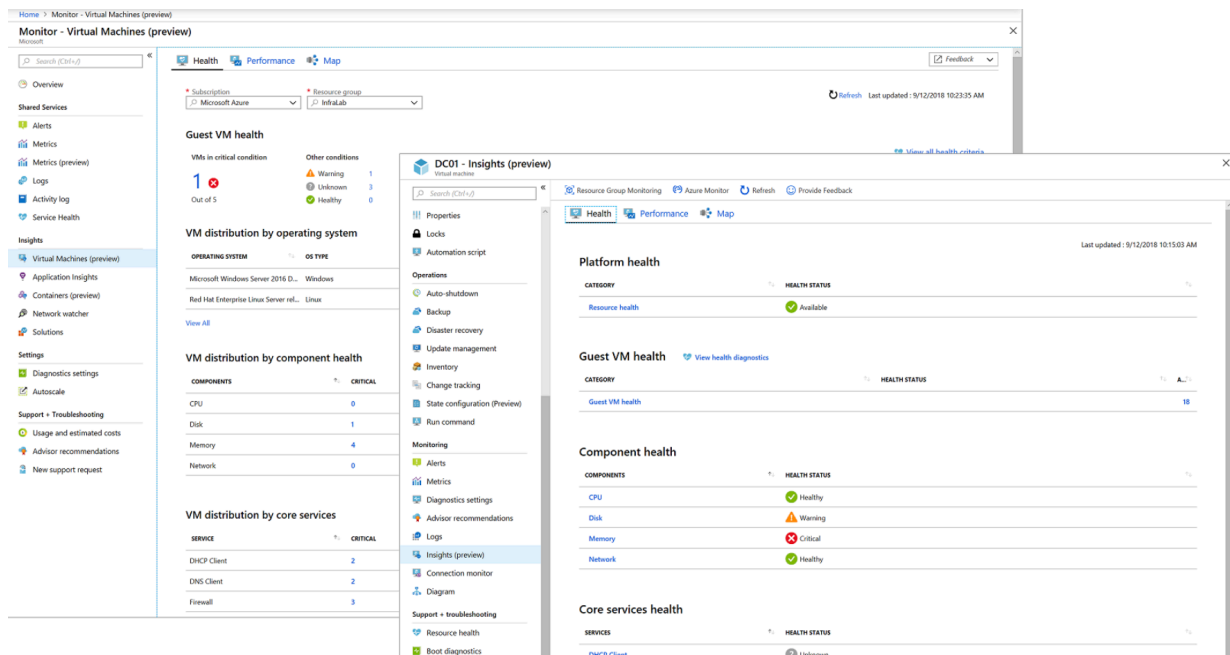 Home > Monitor - Virtual Machines (preview)
Monitor - Virtual Machines (preview)
Microsoft
Search (Ctrl+/)
Overview
Shared Services
Alerts
Metrics
Metrics (preview)
Logs
Activity log
Service Health
Insights
Virtual Machines (preview)
Application Insights
Containers (preview)
Network watcher
Solutions
Settings
Diagnostics settings
Autoscale
Support + Troubleshooting
Usage and estimated costs
Advisor recommendations
New support request
Health Performance Map
Feedback
* Subscription * Resource group
Microsoft Azure InfraLab
Refresh Last updated : 9/12/2018 10:23:35 AM
Guest VM health
View all health criteria
VMs in critical condition Other conditions
1
Out of 5
Warning 1
Unknown 3
Healthy 0
VM distribution by operating system
OPERATING SYSTEM OS TYPE
Microsoft Windows Server 2016 D... Windows
Red Hat Enterprise Linux Server rel... Linux
View All
VM distribution by component health
COMPONENTS CRITICAL
CPU 0
Disk 1
Memory 4
Network 0
VM distribution by core services
SERVICE CRITICAL
DHCP Client 2
DNS Client 2
Firewall 3
DC01 - Insights (preview)
Virtual machine
Search (Ctrl+/)
Properties
Locks
Automation script
Operations
Auto-shutdown
Backup
Disaster recovery
Update management
Inventory
Change tracking
State configuration (Preview)
Run command
Monitoring
Alerts
Metrics
Diagnostics settings
Advisor recommendations
Logs
Insights (preview)
Connection monitor
Diagram
Support + troubleshooting
Resource health
Boot diagnostics
Resource Group Monitoring Azure Monitor Refresh Provide Feedback
Health Performance Map
Last updated : 9/12/2018 10:15:03 AM
Platform health
CATEGORY HEALTH STATUS
Resource health Available
Guest VM health View health diagnostics
CATEGORY HEALTH STATUS A...
Guest VM health 18
Component health
COMPONENTS HEALTH STATUS
CPU Healthy
Disk Warning
Memory Critical
Network Healthy
Core services health
SERVICES HEALTH STATUS
DHCP Client Unknown